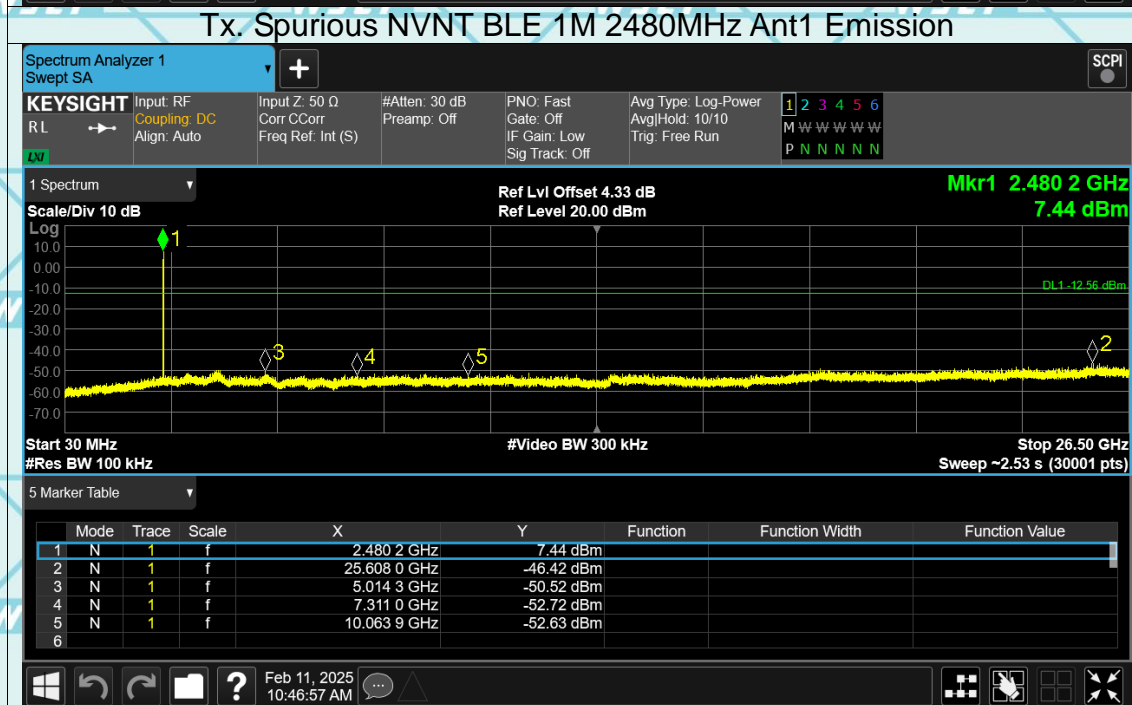 Tx. Spurious NVNT BLE 1M 2480MHz Ant1 Emission
Spectrum Analyzer 1
Swept SA
+
SCPI
KEYSIGHT Input: RF Input Z: 50 Ω #Atten: 30 dB PNO: Fast Avg Type: Log-Power 1 2 3 4 5 6
RL Coupling: DC Corr CCorr Preamp: Off Gate: Off Avg|Hold: 10/10 M W W W W W
Align: Auto Freq Ref: Int (S) IF Gain: Low Trig: Free Run
LXI Sig Track: Off P N N N N N
1 Spectrum
Ref Lvl Offset 4.33 dB Mkr1 2.480 2 GHz
Scale/Div 10 dB Ref Level 20.00 dBm 7.44 dBm
Log
1
10.0
0.00
-10.0 DL1 -12.56 dBm
-20.0
-30.0
-40.0 3 4 5 2
-50.0
-60.0
-70.0
Start 30 MHz #Video BW 300 kHz Stop 26.50 GHz
#Res BW 100 kHz Sweep ~2.53 s (30001 pts)
5 Marker Table
Mode Trace Scale X Y Function Function Width Function Value
1 N 1 f 2.480 2 GHz 7.44 dBm
2 N 1 f 25.608 0 GHz -46.42 dBm
3 N 1 f 5.014 3 GHz -50.52 dBm
4 N 1 f 7.311 0 GHz -52.72 dBm
5 N 1 f 10.063 9 GHz -52.63 dBm
6
? Feb 11, 2025
10:46:57 AM